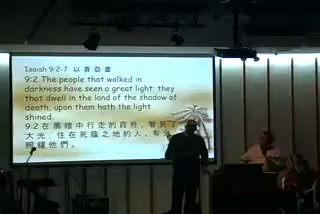 Isaiah 9:2-7 以賽亞書
9:2 The people that walked in
darkness have seen a great light: they
that dwell in the land of the shadow of
death, upon them hath the light
shined.
9:2 在黑暗中行走的百姓、看見了
大光．住在死蔭之地的人、有光
照耀他們。